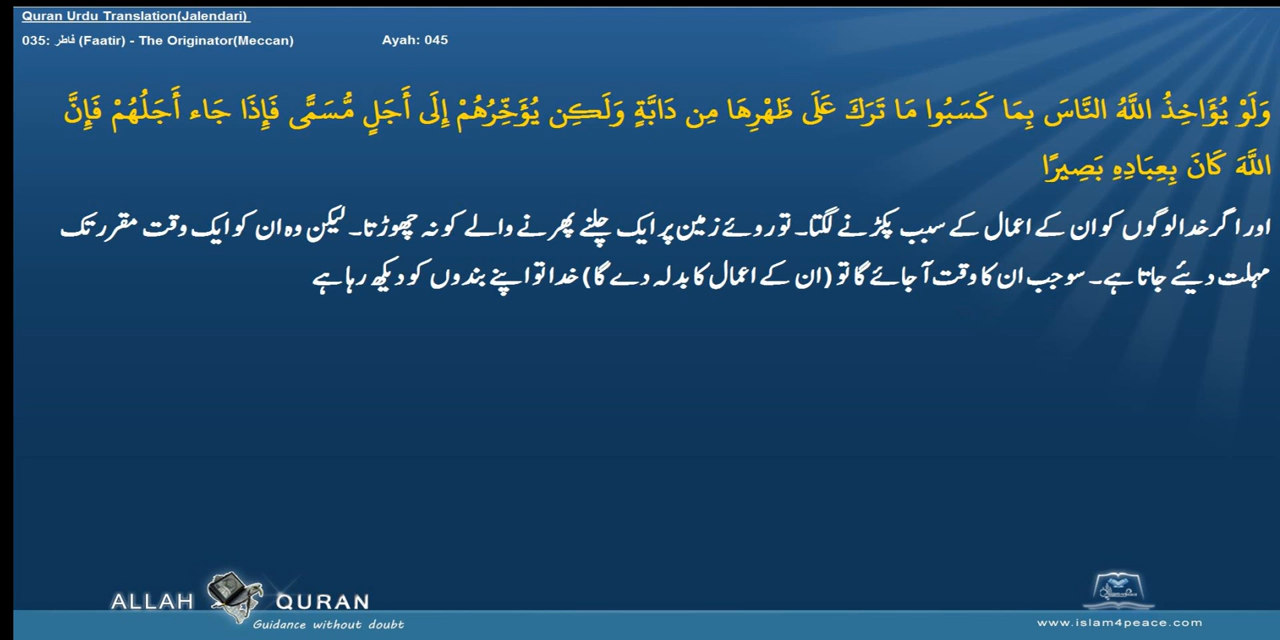 Quran Urdu Translation(Jalendari)
035: فاطر (Faatir) - The Originator(Meccan) Ayah: 045
وَلَوْ يُؤَاخِذُ اللَّهُ النَّاسَ بِمَا كَسَبُوا مَا تَرَكَ عَلَى ظَهْرِهَا مِن دَابَّةٍ وَلَكِن يُؤَخِّرُهُمْ إِلَى أَجَلٍ مُّسَمًّى فَإِذَا جَاء أَجَلُهُمْ فَإِنَّ
اللَّهَ كَانَ بِعِبَادِهِ بَصِيرًا
اور اگر خدا لوگوں کو ان کے اعمال کے سبب پکڑنے لگتا۔ تو روئے زمین پر ایک چلنے پھرنے والے کو نہ چھوڑتا۔ لیکن وہ ان کو ایک وقت مقرر تک
مہلت دیئے جاتا ہے۔ سو جب ان کا وقت آجائے گا تو (ان کے اعمال کا بدلہ دے گا) خدا تو اپنے بندوں کو دیکھ رہا ہے
ALLAH QURAN
Guidance without doubt
www.islam4peace.com